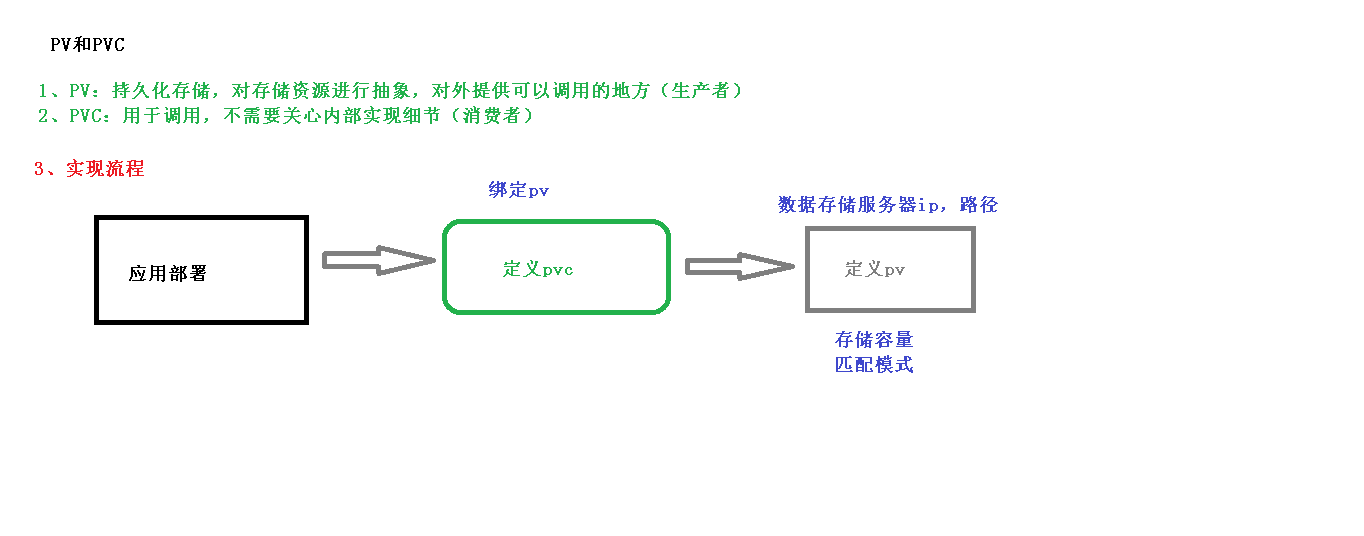 PV和PVC
1、PV：持久化存储，对存储资源进行抽象，对外提供可以调用的地方（生产者）
2、PVC：用于调用，不需要关心内部实现细节（消费者）
3、实现流程
绑定pv
数据存储服务器ip，路径
应用部署
定义pvc
定义pv
存储容量
匹配模式